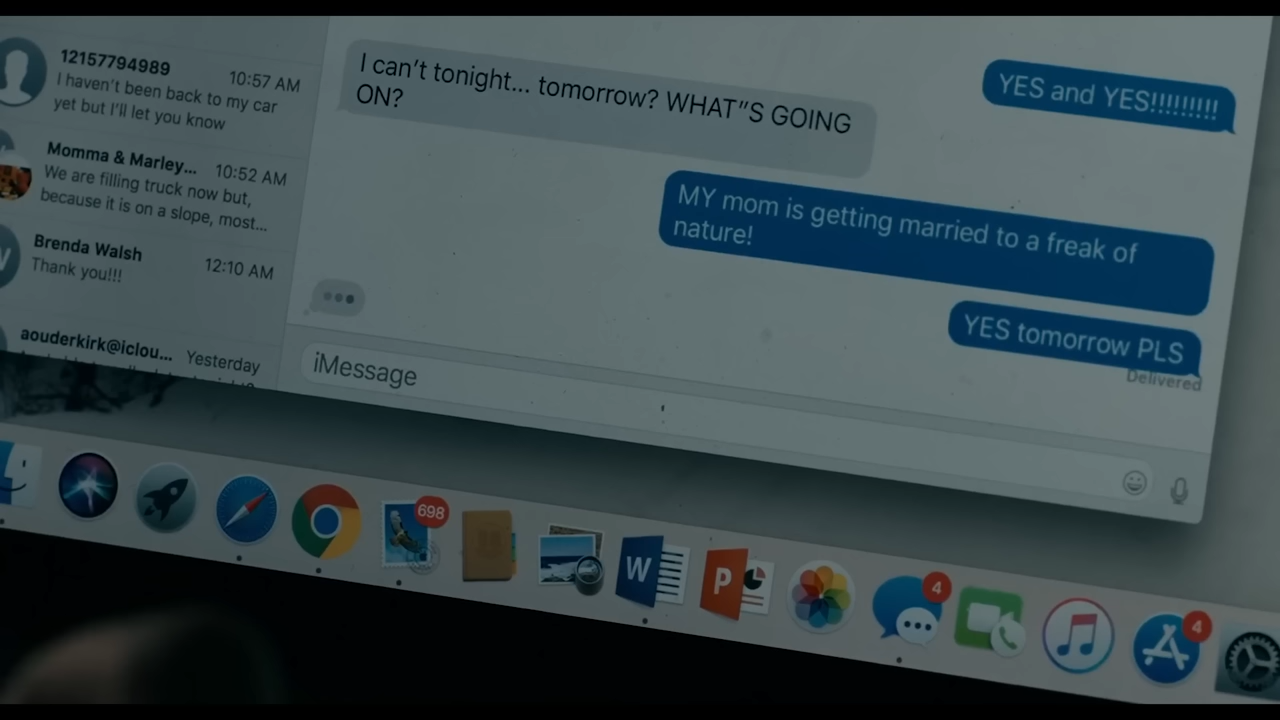 12157794989
10:57 AM
I haven't been back to my car
yet but I'll let you know
Momma & Marley...
10:52 AM
We are filling truck now but,
because it is on a slope, most...
Brenda Walsh
12:10 AM
Thank you!!!
aouderkirk@iclou...
Yesterday
YES and YES!!!!!!!!!
I can't tonight... tomorrow? WHAT"S GOING
ON?
MY mom is getting married to a freak of
nature!
YES tomorrow PLS
Delivered
iMessage
698
W
P
4
4